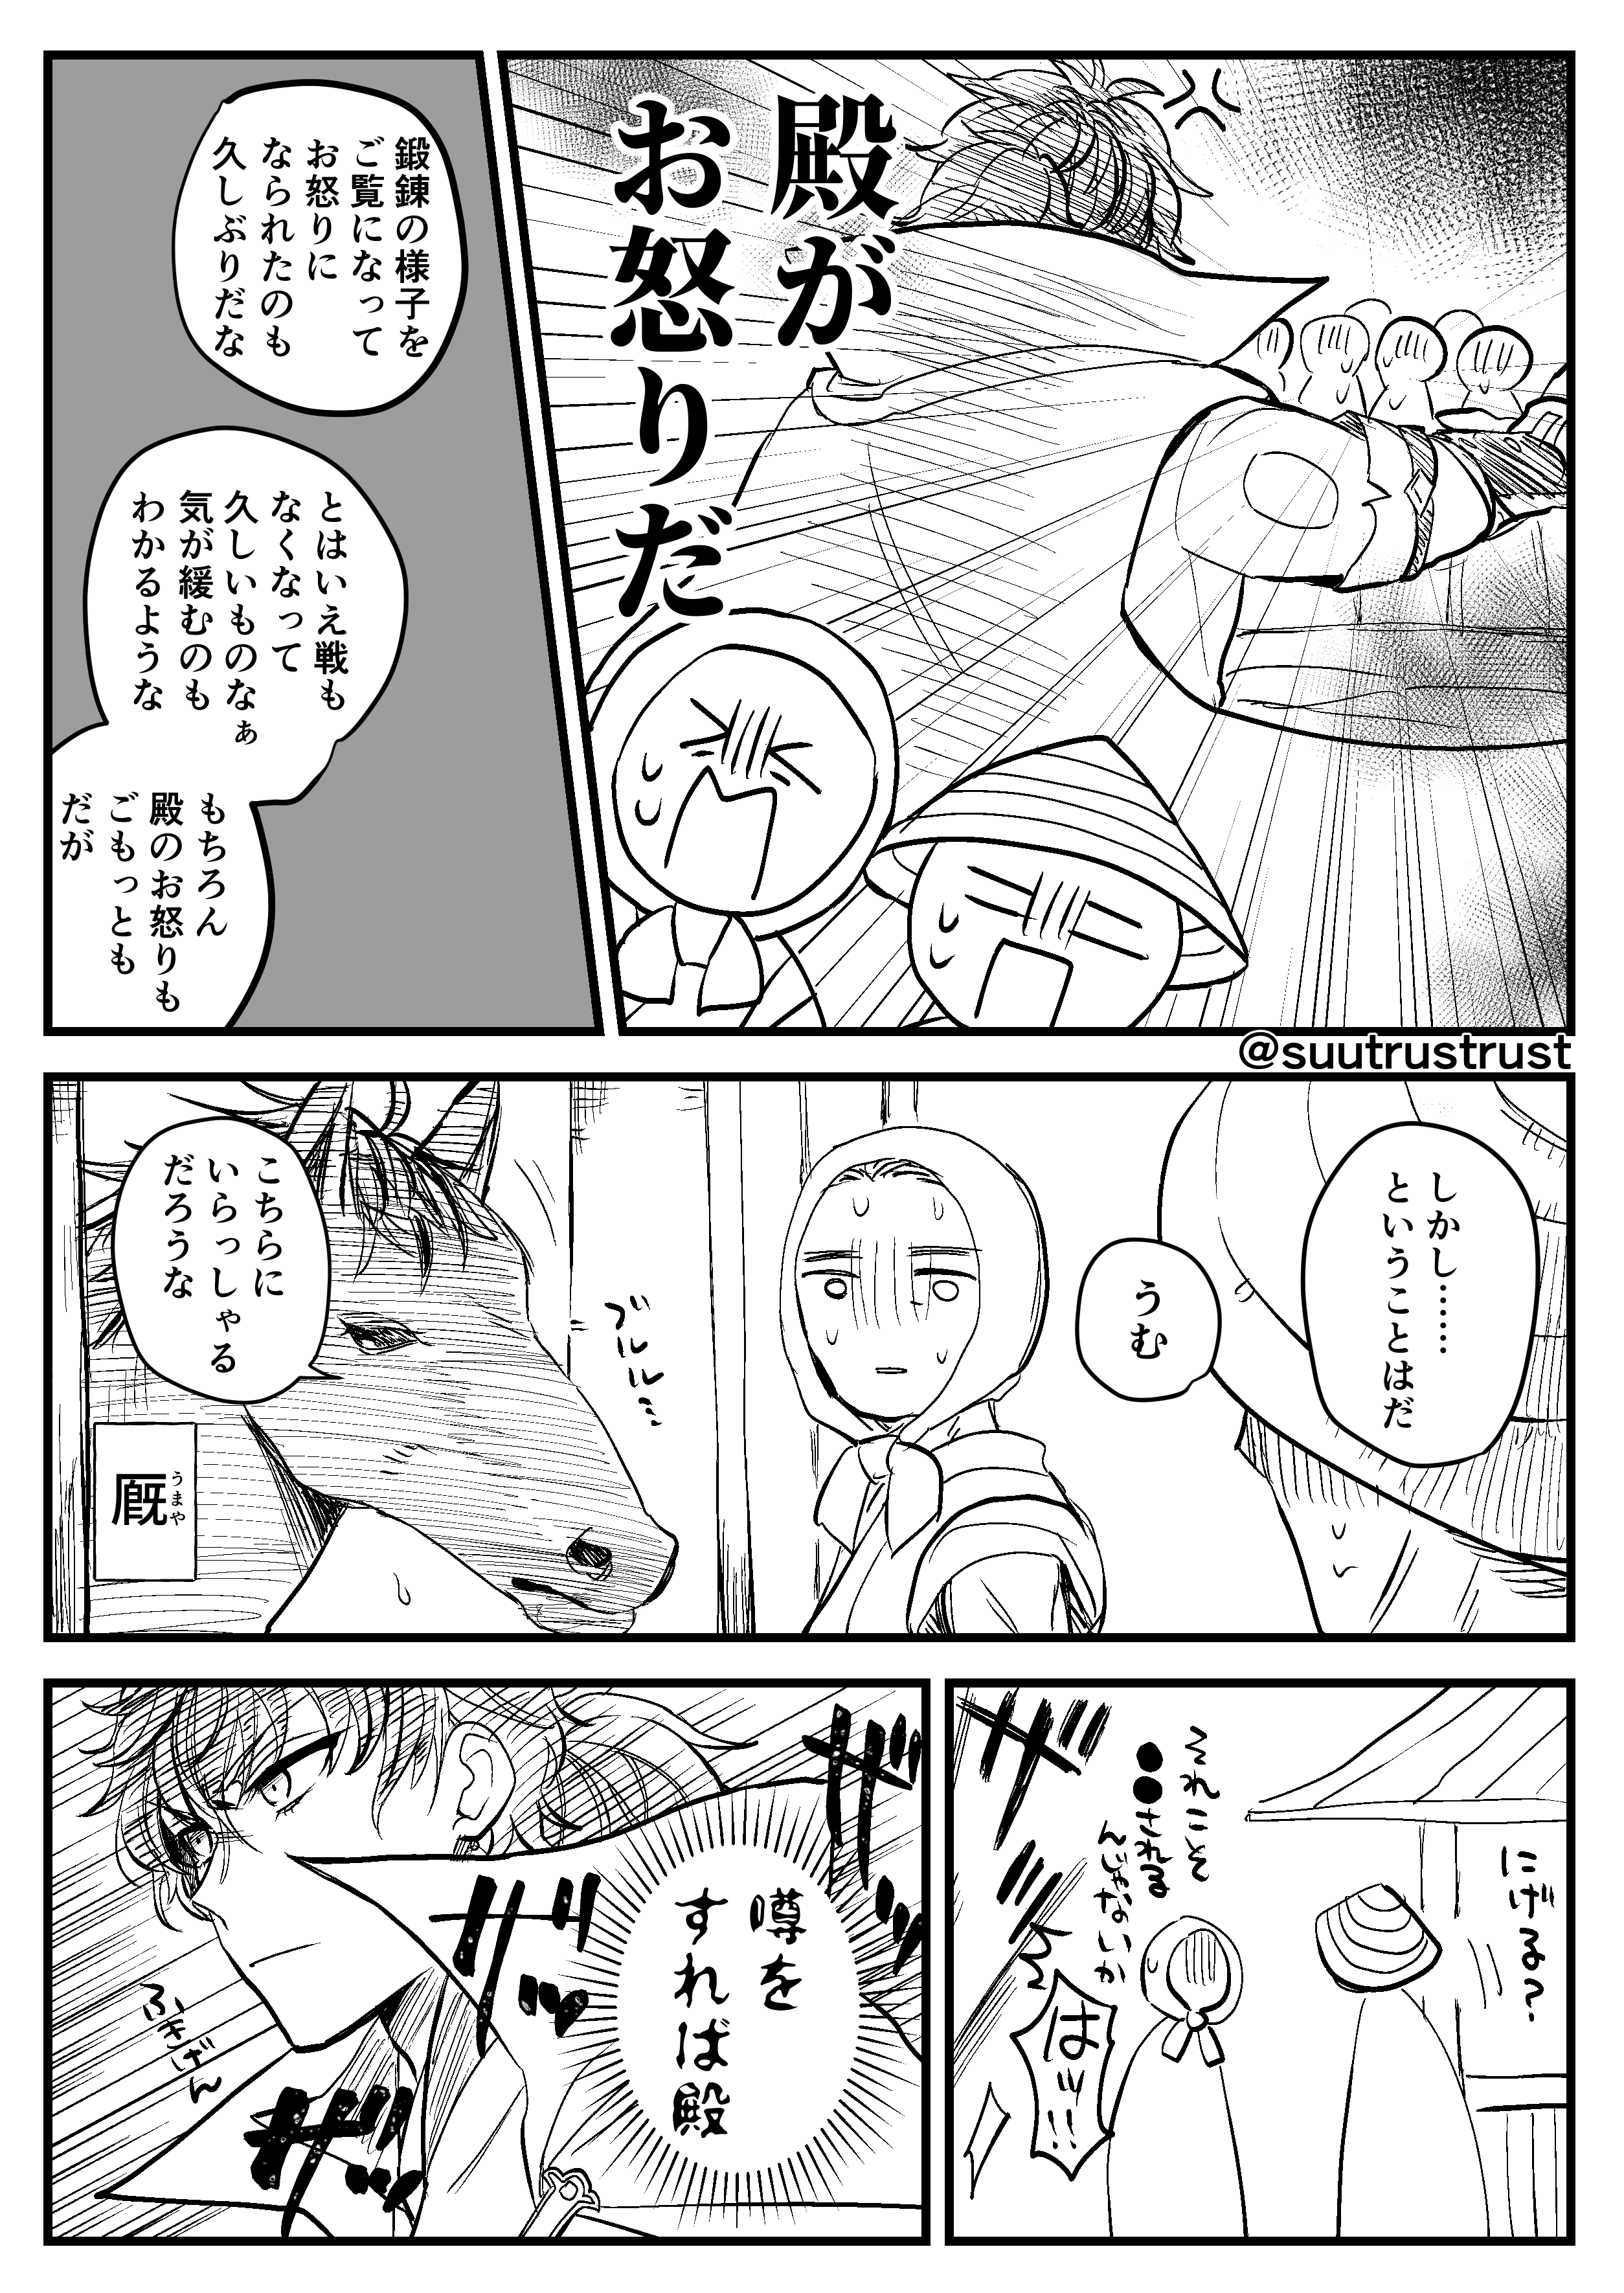 殿が
お怒りだ
鍛錬の様子を
ご覧になって
お怒りに
なられたのも
久しぶりだな
とはいえ戦も
なくなって
久しいものなぁ
気が緩むのも
わかるような
もちろん
殿のお怒りも
ごもっとも
だが
@suutrustrust
しかし……
ということはだ
うむ
ブルルル…
こちらに
いらっしゃる
だろうな
厩
うまや
にげる?
それこそ
●●される
んじゃないか
はッ!!
ザッ
ザッ
噂を
すれば殿
ザッ
ふきげん
ザッ